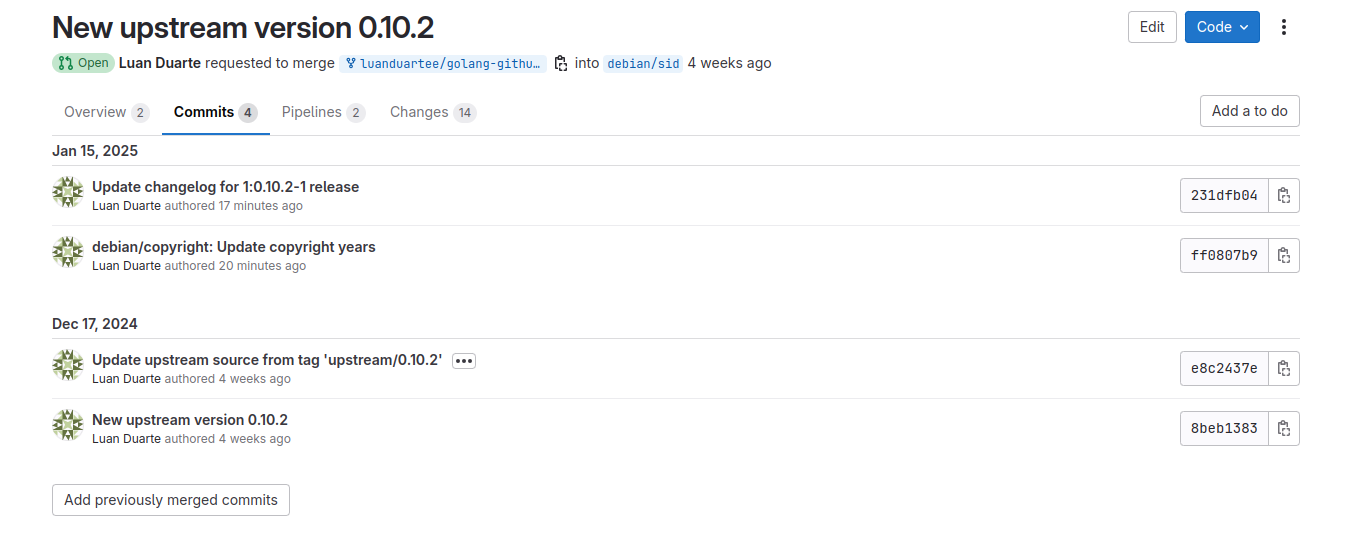 New upstream version 0.10.2
Edit
Code
Open Luan Duarte requested to merge luanduartee/golang-githu… into debian/sid 4 weeks ago
Overview 2 Commits 4 Pipelines 2 Changes 14
Add a to do
Jan 15, 2025
Update changelog for 1:0.10.2-1 release
Luan Duarte authored 17 minutes ago
231dfb04
debian/copyright: Update copyright years
Luan Duarte authored 20 minutes ago
ff0807b9
Dec 17, 2024
Update upstream source from tag 'upstream/0.10.2'
Luan Duarte authored 4 weeks ago
e8c2437e
New upstream version 0.10.2
Luan Duarte authored 4 weeks ago
8beb1383
Add previously merged commits